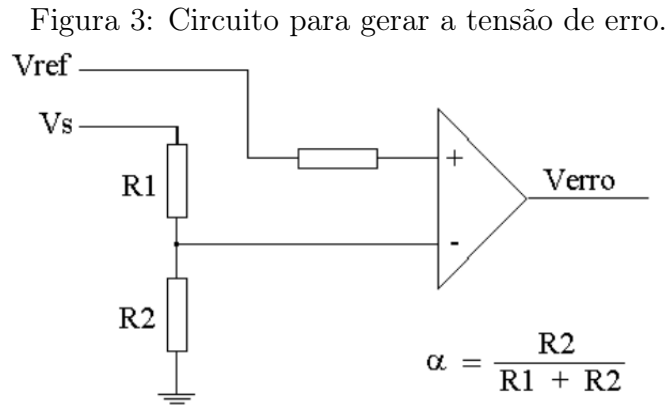 Figura 3: Circuito para gerar a tensão de erro.
Vref
Vs
+
R1
Verro
-
R2
α = R2
R1 + R2